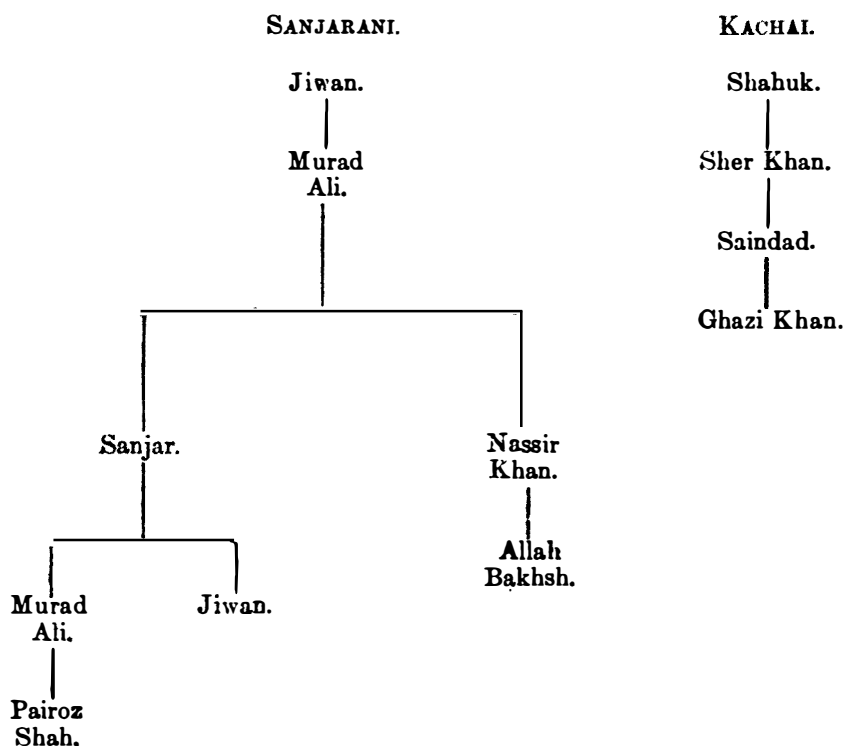 SANJARANI.
KACHAI.
Jiwan.
Shahuk.
Murad
Ali.
Sher Khan.
Saindad.
Ghazi Khan.
Sanjar.
Nassir
Khan.
Allah
Bakhsh.
Murad
Ali.
Jiwan.
Pairoz
Shah.